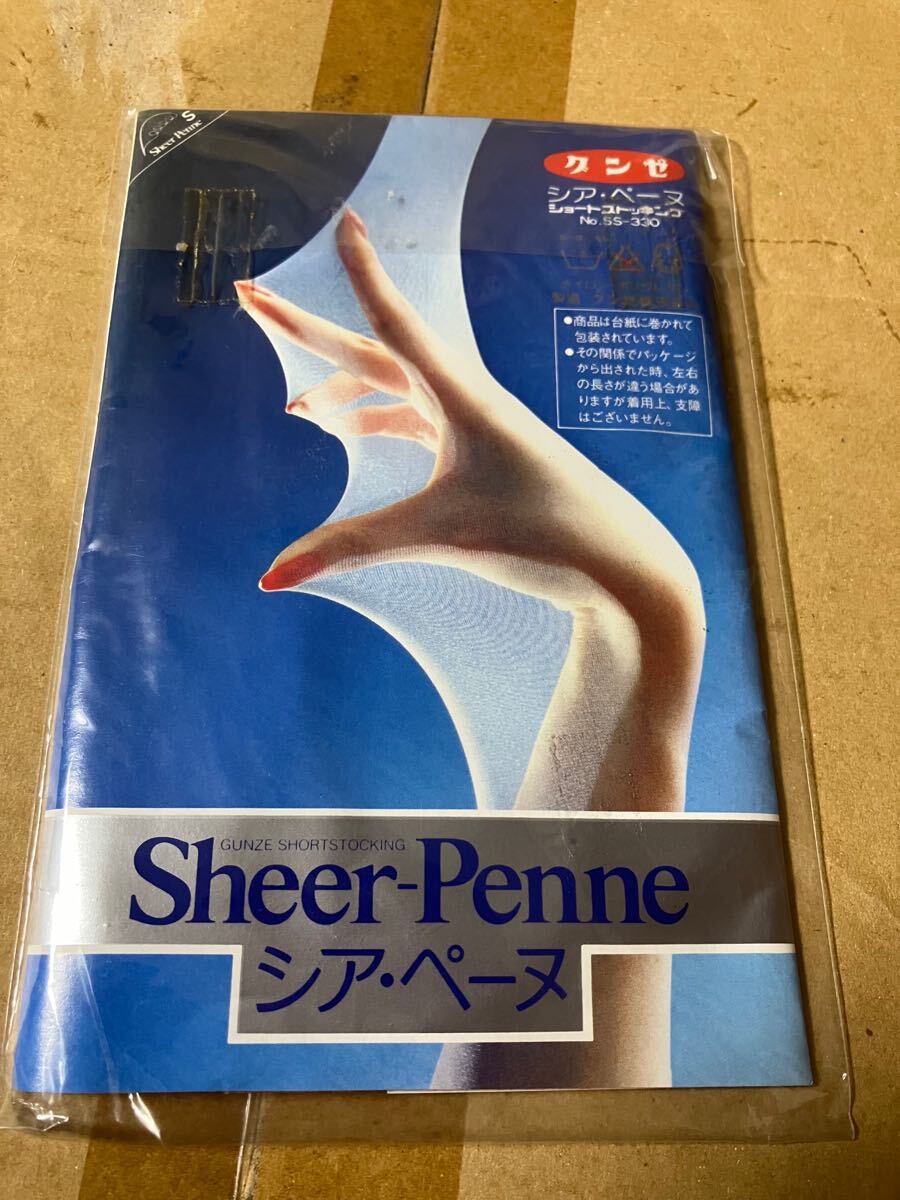 S
Sheer Penne
グンゼ
シア・ペーヌ
ショートストッキング
No.SS-330
●商品は台紙に巻かれて
包装されています。
●その関係でパッケージ
から出された時、左右
の長さが違う場合があ
りますが着用上、支障
はございません。
GUNZE SHORTSTOCKING
Sheer-Penne
シア・ペーヌ